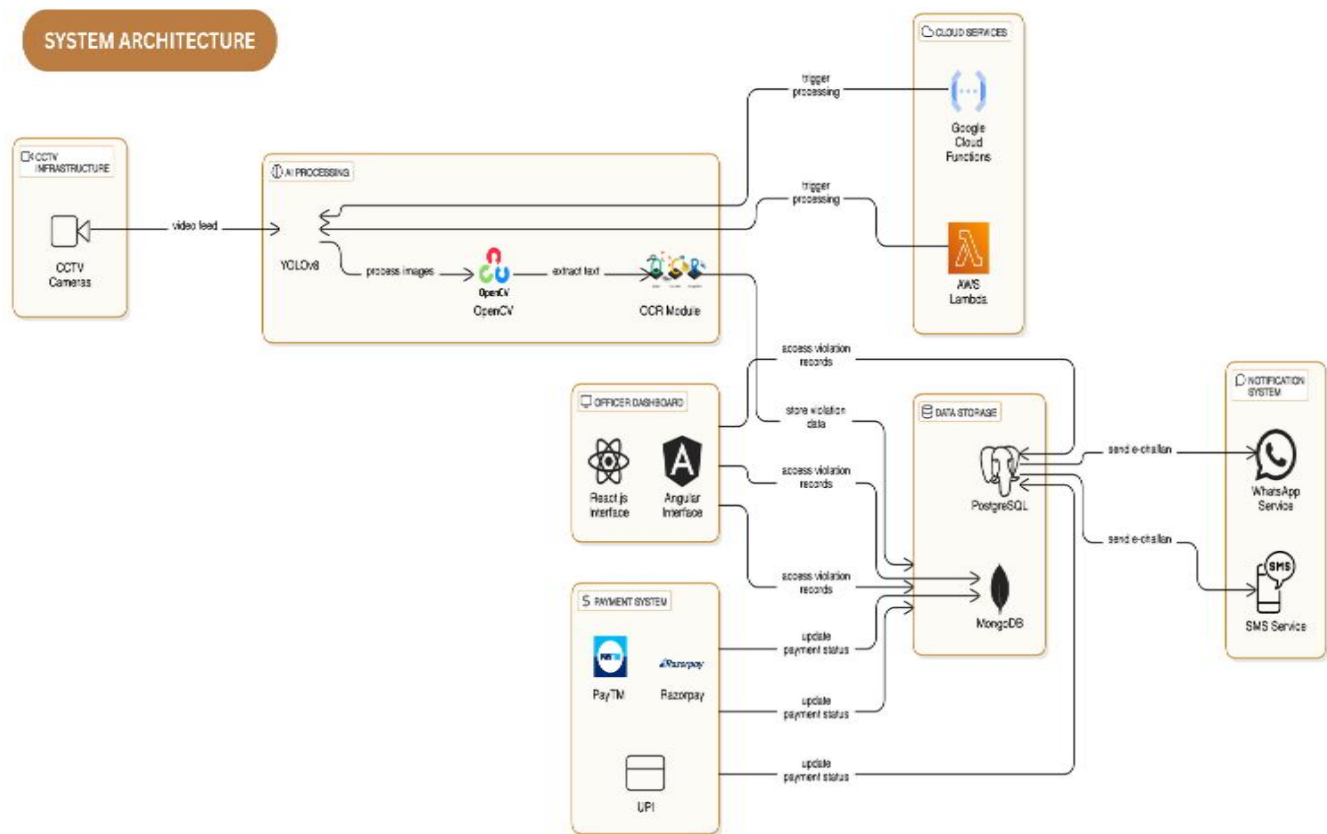 SYSTEM ARCHITECTURE
CLOUD SERVICES
trigger
processing
Google
Cloud
Functions
CCTV
INFRASTRUCTURE
AI PROCESSING
trigger
processing
video feed
CCTV
Cameras
YOLOv8
process images
OpenCV
OpenCV
extract text
OCR Module
AWS
Lambda
access violation
records
OFFICER DASHBOARD
store violation
data
DATA STORAGE
NOTIFICATION
SYSTEM
React.js
Interface
Angular
Interface
access violation
records
PostgreSQL
send e-challan
WhatsApp
Service
send e-challan
access violation
records
MongoDB
SMS
SMS Service
PAYMENT SYSTEM
PayTM
Razorpay
Razorpay
PayTM
update
payment status
update
payment status
update
payment status
UPI